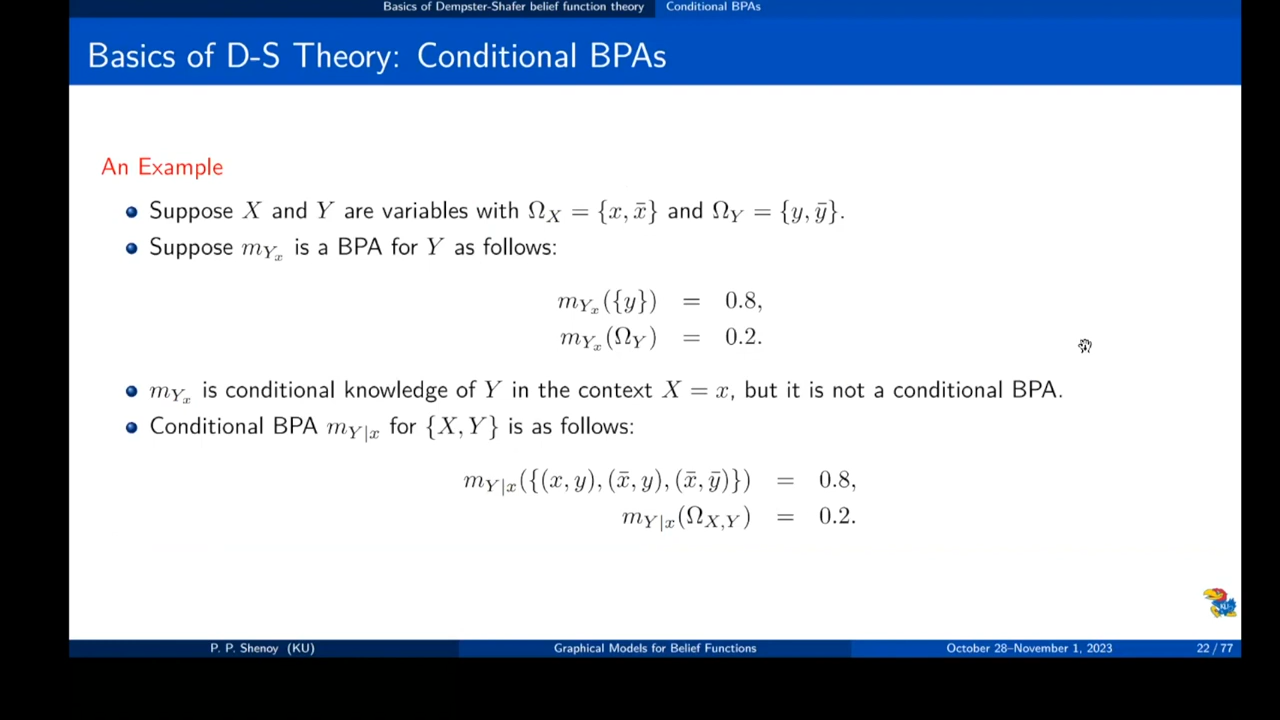 Basics of Dempster-Shafer belief function theory Conditional BPAs
Basics of D-S Theory: Conditional BPAs
An Example
Suppose X and Y are variables with Ω_X = {x, x̄} and Ω_Y = {y, ȳ}.
Suppose m_{Y_x} is a BPA for Y as follows:
m_{Y_x}({y}) = 0.8,
m_{Y_x}(Ω_Y) = 0.2.
m_{Y_x} is conditional knowledge of Y in the context X = x, but it is not a conditional BPA.
Conditional BPA m_{Y|x} for {X, Y} is as follows:
m_{Y|x}({(x, y), (x̄, y), (x̄, ȳ)}) = 0.8,
m_{Y|x}(Ω_{X,Y}) = 0.2.
KU
P. P. Shenoy (KU) Graphical Models for Belief Functions October 28–November 1, 2023 22 / 77